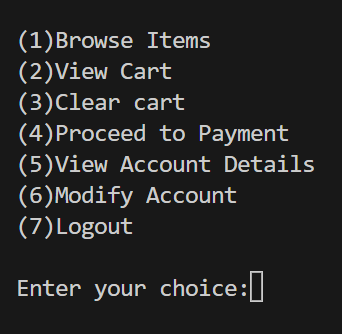 (1)Browse Items
(2)View Cart
(3)Clear cart
(4)Proceed to Payment
(5)View Account Details
(6)Modify Account
(7)Logout
Enter your choice: